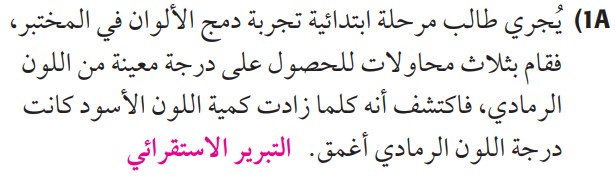 1A) يُجري طالب مرحلة ابتدائية تجربة دمج الألوان في المختبر،
فقام بثلاث محاولات للحصول على درجة معينة من اللون
الرمادي، فاكتشف أنه كلما زادت كمية اللون الأسود كانت
درجة اللون الرمادي أغمق. التبرير الاستقرائي